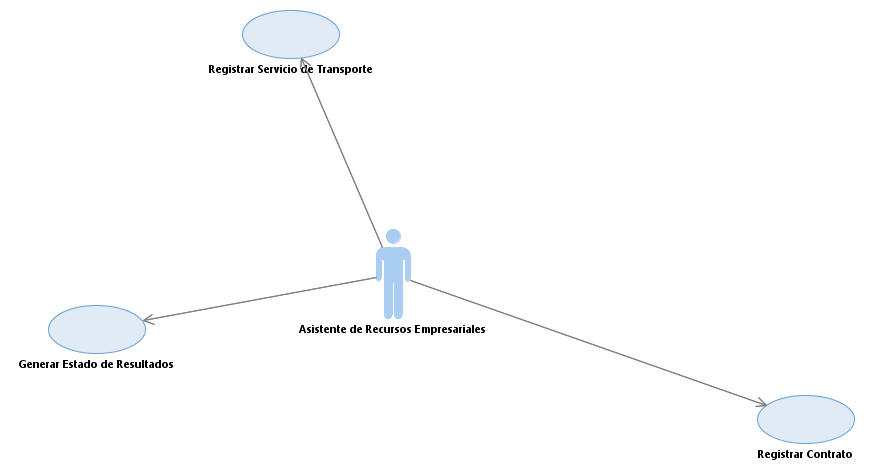 Registrar Servicio de Transporte
Asistente de Recursos Empresariales
Generar Estado de Resultados
Registrar Contrato